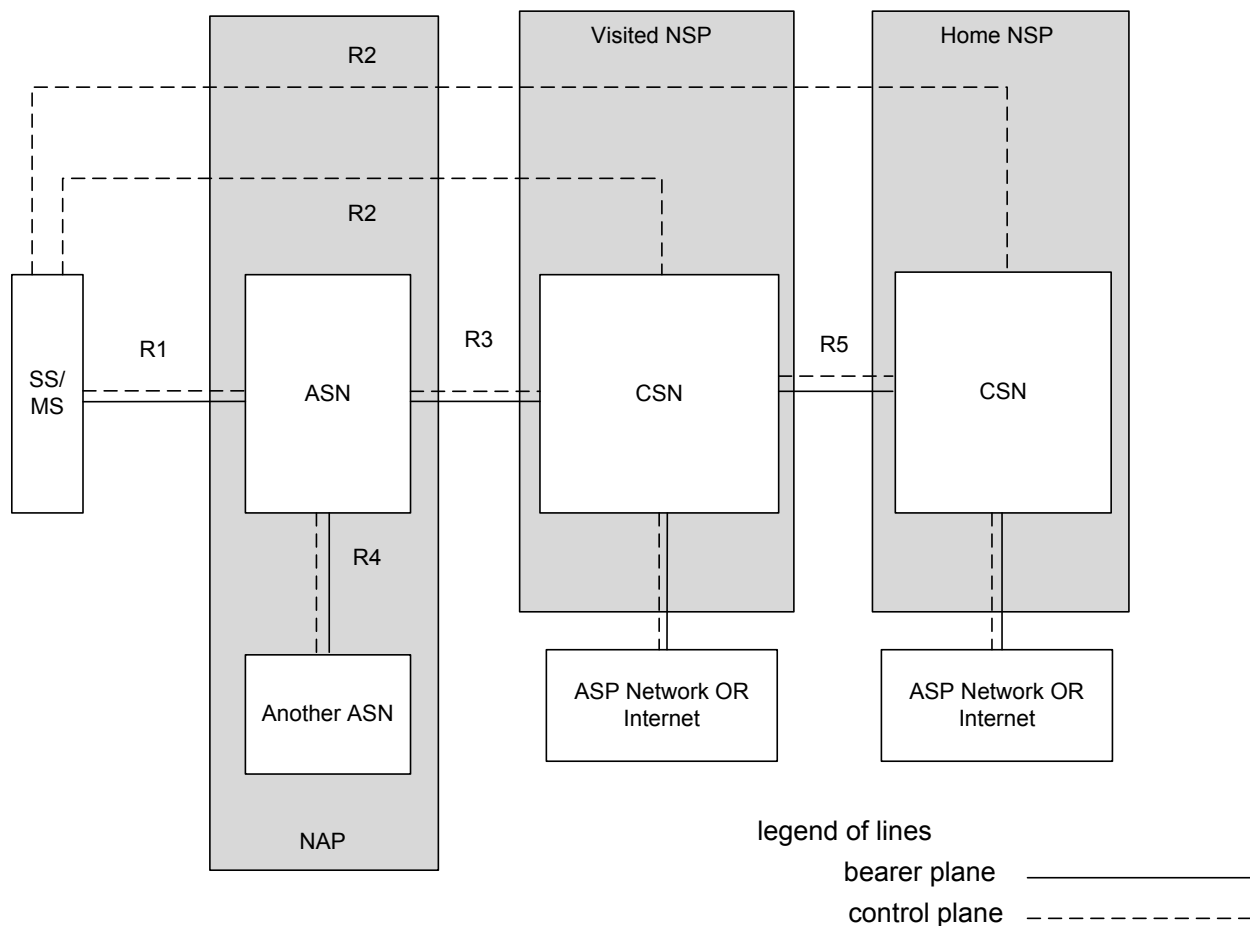 Visited NSP
Home NSP
R2
R2
R1
R3
R5
SS/
MS
ASN
CSN
CSN
R4
Another ASN
ASP Network OR
Internet
ASP Network OR
Internet
NAP
legend of lines
bearer plane
control plane